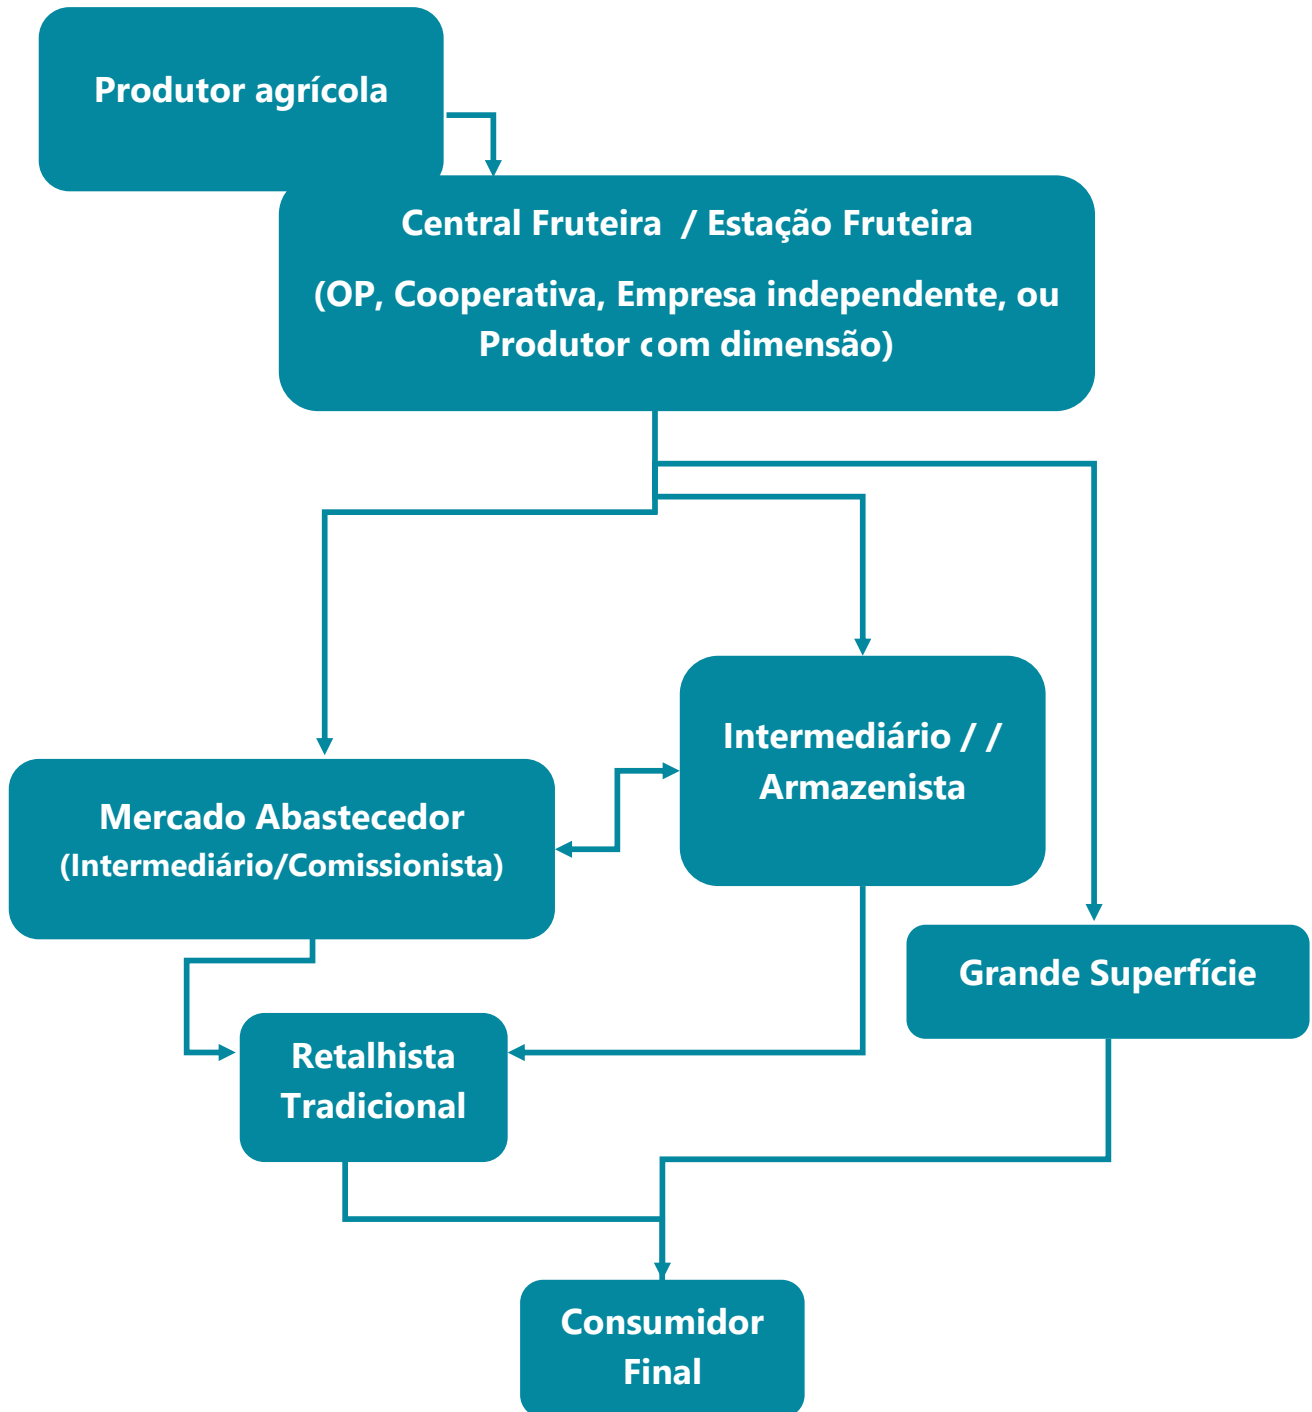 Produtor agrícola
Central Fruteira / Estação Fruteira
(OP, Cooperativa, Empresa independente, ou
Produtor com dimensão)
Intermediário / /
Armazenista
Mercado Abastecedor
(Intermediário/Comissionista)
Grande Superfície
Retalhista
Tradicional
Consumidor
Final